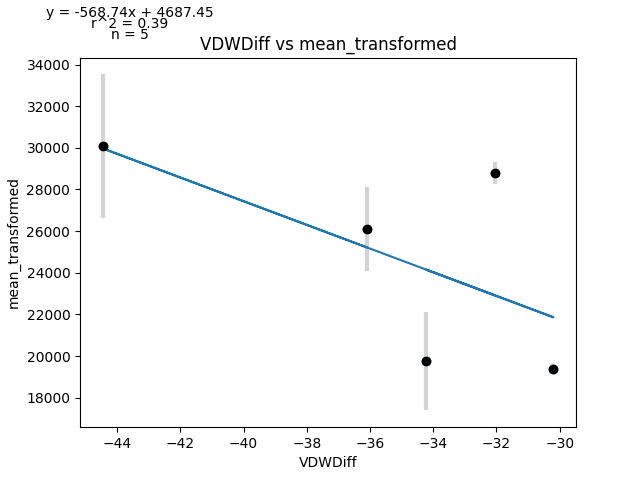 y = -568.74x + 4687.45
r^2 = 0.39
n = 5
VDWDiff vs mean_transformed
34000
32000
30000
28000
26000
24000
22000
20000
18000
mean_transformed
−44
−42
−40
−38
−36
−34
−32
−30
VDWDiff